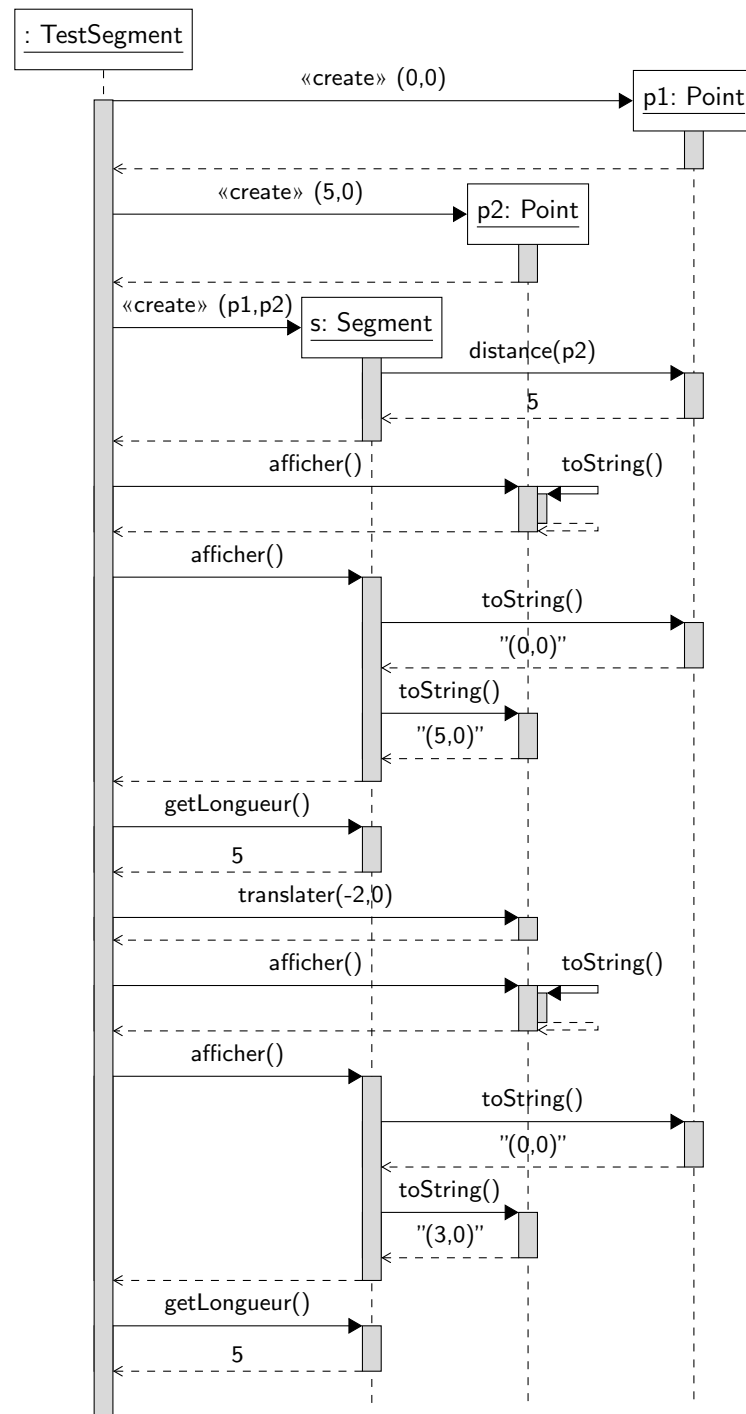 : TestSegment
«create» (0,0)
p1: Point
«create» (5,0)
p2: Point
«create» (p1,p2)
s: Segment
distance(p2)
5
afficher()
toString()
afficher()
toString()
"(0,0)"
toString()
"(5,0)"
getLongueur()
5
translater(-2,0)
afficher()
toString()
afficher()
toString()
"(0,0)"
toString()
"(3,0)"
getLongueur()
5